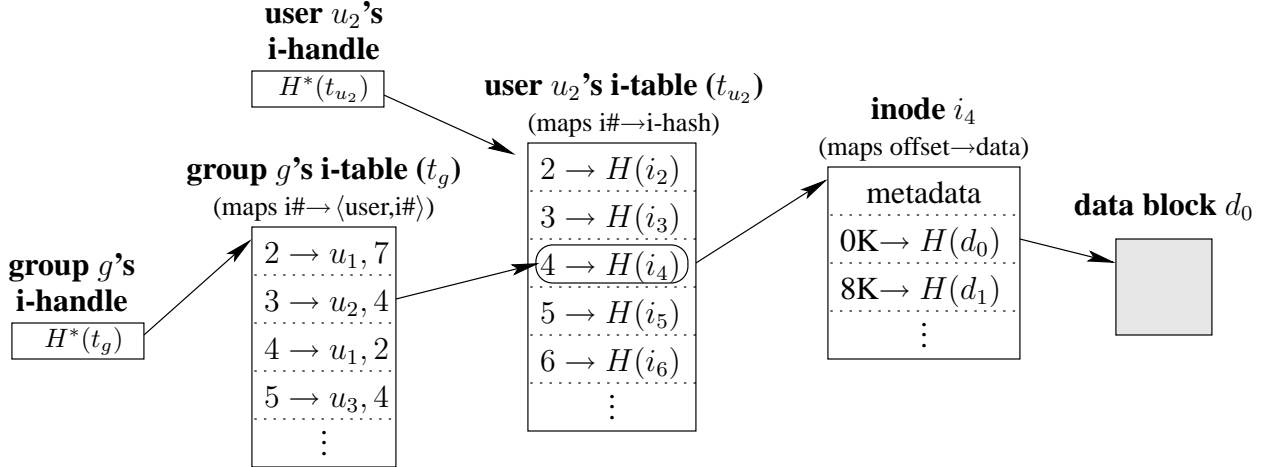 user u₂'s
i-handle
H*(t_{u₂})
group g's
i-handle
H*(t_g)
group g's i-table (t_g)
(maps i#→⟨user,i#⟩)
2 → u₁, 7
3 → u₂, 4
4 → u₁, 2
5 → u₃, 4
⋮
user u₂'s i-table (t_{u₂})
(maps i#→i-hash)
2 → H(i₂)
3 → H(i₃)
4 → H(i₄)
5 → H(i₅)
6 → H(i₆)
⋮
inode i₄
(maps offset→data)
metadata
0K→ H(d₀)
8K→ H(d₁)
⋮
data block d₀